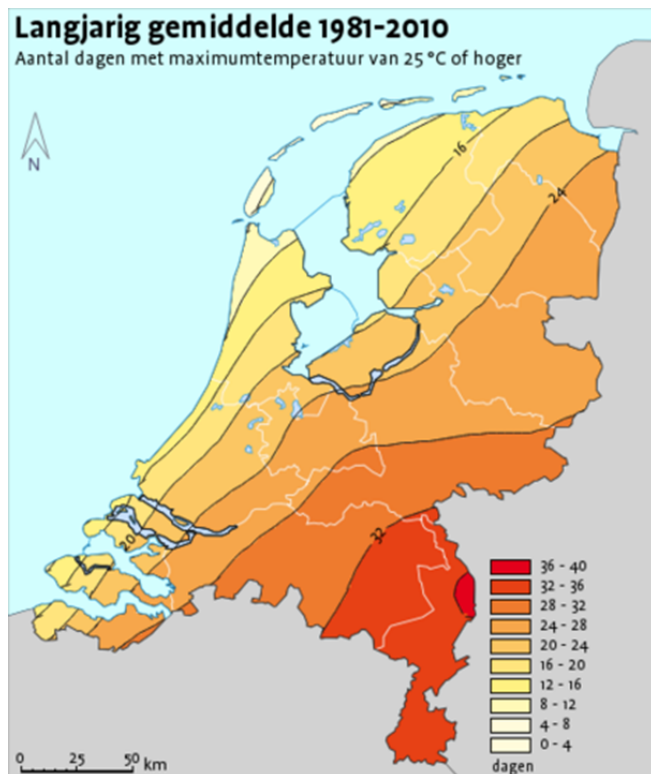 Langjarig gemiddelde 1981-2010
Aantal dagen met maximumtemperatuur van 25 °C of hoger
N
16
24
20
32
36 - 40
32 - 36
28 - 32
24 - 28
20 - 24
16 - 20
12 - 16
8 - 12
4 - 8
0 - 4
dagen
0 25 50 km